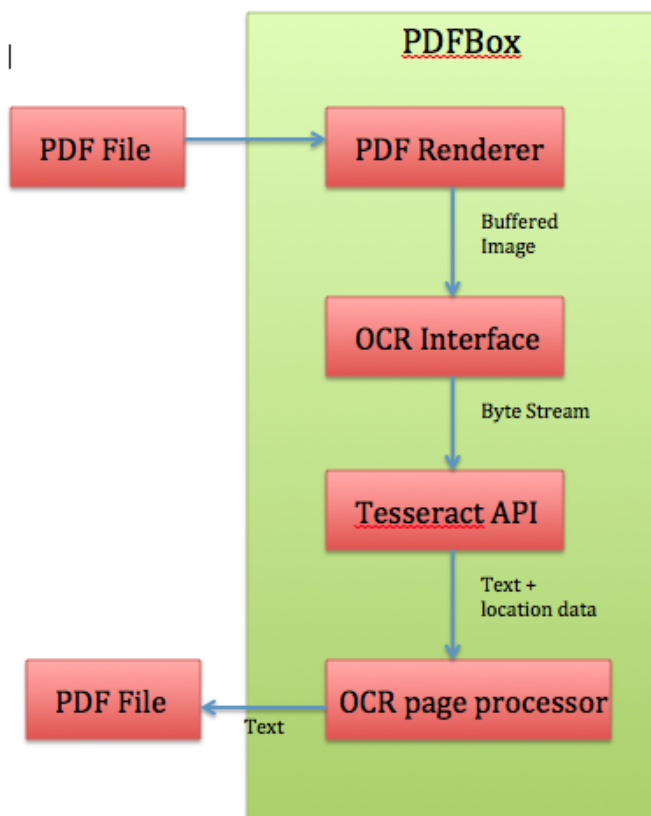 PDFBox
PDF File
PDF Renderer
Buffered
Image
OCR Interface
Byte Stream
Tesseract API
Text +
location data
OCR page processor
Text
PDF File